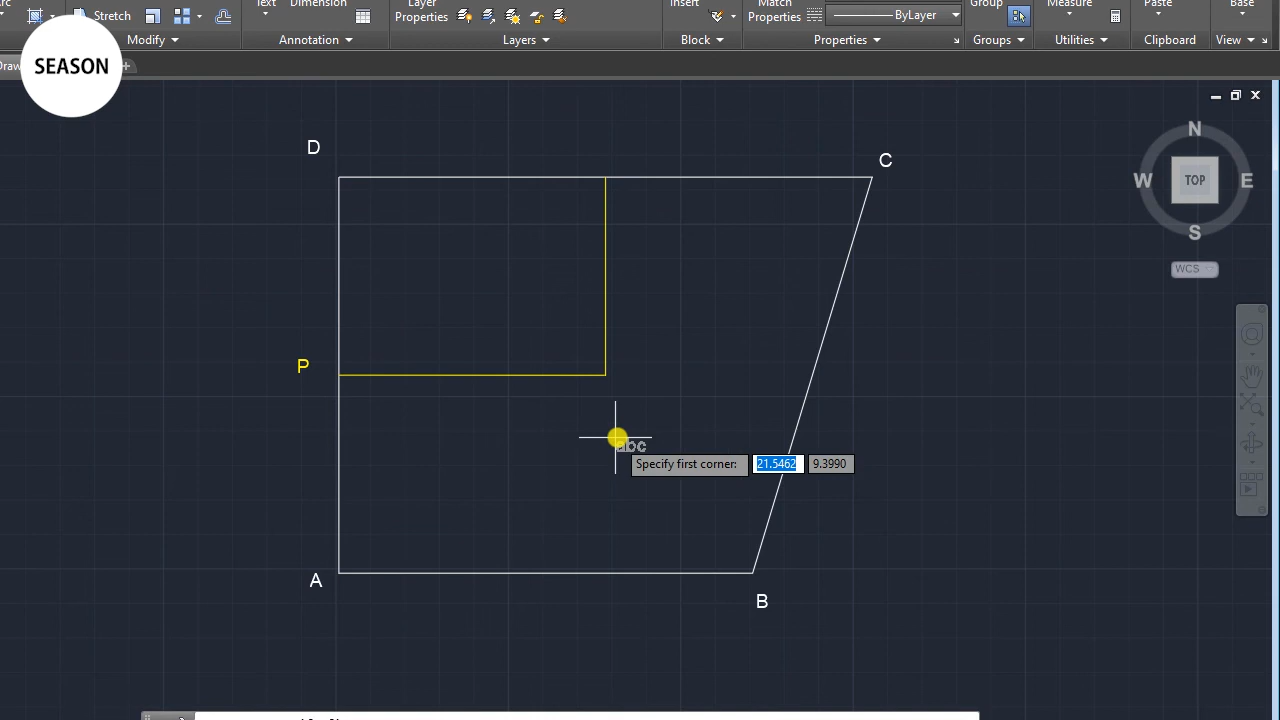 Text
Dimension
Insert
Group
Measure
Paste
Base
Stretch
Layer
Properties
Match
Properties
ByLayer
Modify
Annotation
Layers
Block
Properties
Groups
Utilities
Clipboard
View
SEASON
D
C
P
A
B
abc
Specify first corner:
21.5462
9.3990
N
W
TOP
E
S
WCS